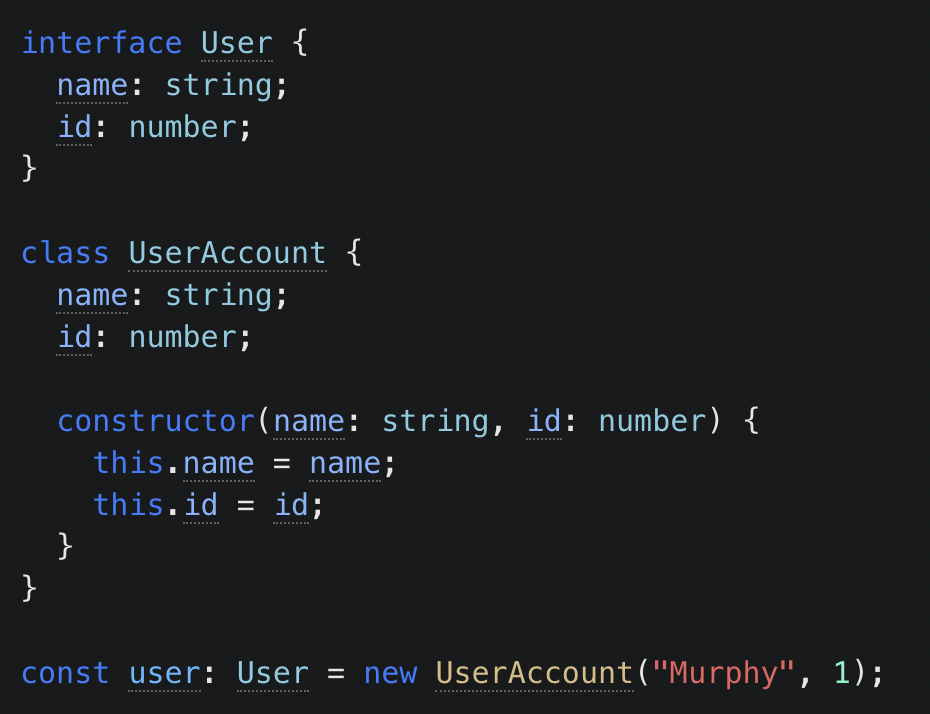 interface User {
  name: string;
  id: number;
}

class UserAccount {
  name: string;
  id: number;

  constructor(name: string, id: number) {
    this.name = name;
    this.id = id;
  }
}

const user: User = new UserAccount("Murphy", 1);